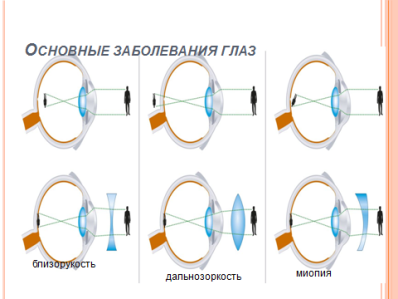 ОСНОВНЫЕ ЗАБОЛЕВАНИЯ ГЛАЗ
близорукость
дальнозоркость
миопия